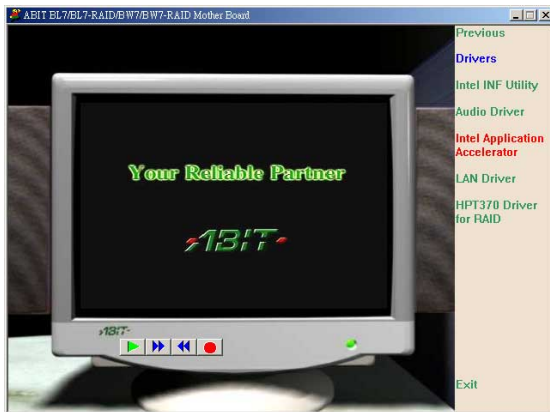 ABIT BL7/BL7-RAID/BW7/BW7-RAID Mother Board
Previous
Drivers
Intel INF Utility
Audio Driver
Intel Application
Accelerator
LAN Driver
HPT370 Driver
for RAID
Exit
Your Reliable Partner
ABIT
ABIT